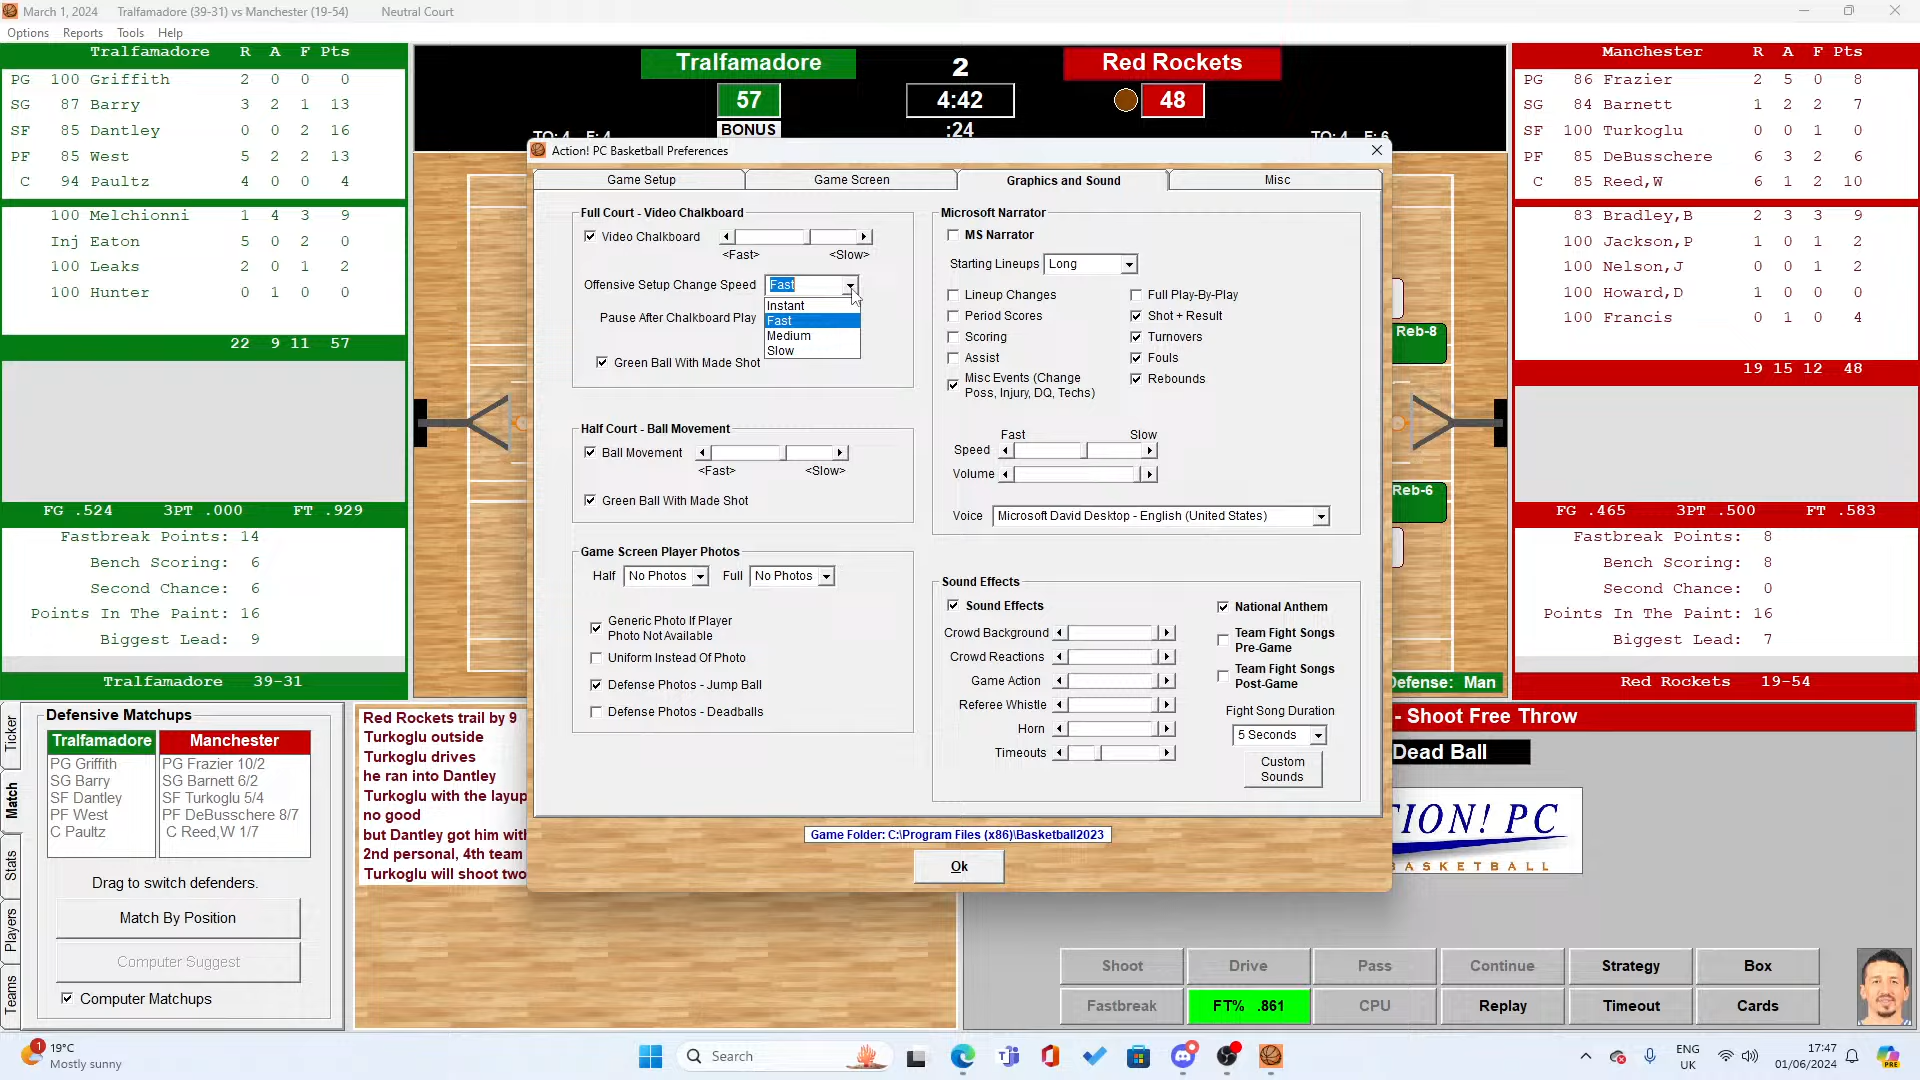 March 1, 2024 Tralfamadore (39-31) vs Manchester (19-54) Neutral Court
Options Reports Tools Help
Tralfamadore R A F Pts
PG 100 Griffith 2 0 0 0
SG 87 Barry 3 2 1 13
SF 85 Dantley 0 0 2 16
PF 85 West 5 2 2 13
C 94 Paultz 4 0 0 4
100 Melchionni 1 4 3 9
Inj Eaton 5 0 2 0
100 Leaks 2 0 1 2
100 Hunter 0 1 0 0
22 9 11 57
FG .524 3PT .000 FT .929
Fastbreak Points: 14
Bench Scoring: 6
Second Chance: 6
Points In The Paint: 16
Biggest Lead: 9
Tralfamadore 39-31
Tralfamadore 2 Red Rockets
57 4:42 48
BONUS :24
TO: 4 F: 4 TO: 4 F: 6
Manchester R A F Pts
PG 86 Frazier 2 5 0 8
SG 84 Barnett 1 2 2 7
SF 100 Turkoglu 0 0 1 0
PF 85 DeBusschere 6 3 2 6
C 85 Reed,W 6 1 2 10
83 Bradley,B 2 3 3 9
100 Jackson,P 1 0 1 2
100 Nelson,J 0 0 1 2
100 Howard,D 1 0 0 0
100 Francis 0 1 0 4
19 15 12 48
FG .465 3PT .500 FT .583
Fastbreak Points: 8
Bench Scoring: 8
Second Chance: 0
Points In The Paint: 16
Biggest Lead: 7
Red Rockets 19-54
Reb-8
Reb-6
Defense: Man
Action! PC Basketball Preferences
Game Setup Game Screen Graphics and Sound Misc
Full Court - Video Chalkboard
Video Chalkboard
<Fast> <Slow>
Offensive Setup Change Speed Fast
Instant
Fast
Medium
Slow
Pause After Chalkboard Play
Green Ball With Made Shot
Half Court - Ball Movement
Ball Movement
<Fast> <Slow>
Green Ball With Made Shot
Game Screen Player Photos
Half No Photos Full No Photos
Generic Photo If Player
Photo Not Available
Uniform Instead Of Photo
Defense Photos - Jump Ball
Defense Photos - Deadballs
Microsoft Narrator
MS Narrator
Starting Lineups Long
Lineup Changes Full Play-By-Play
Period Scores Shot + Result
Scoring Turnovers
Assist Fouls
Misc Events (Change Rebounds
Poss, Injury, DQ, Techs)
Fast Slow
Speed
Volume
Voice Microsoft David Desktop - English (United States)
Sound Effects
Sound Effects National Anthem
Crowd Background Team Fight Songs
Pre-Game
Crowd Reactions Team Fight Songs
Post-Game
Game Action
Referee Whistle Fight Song Duration
Horn 5 Seconds
Timeouts Custom
Sounds
Game Folder: C:\Program Files (x86)\Basketball2023
Ok
Ticker
Match
Stats
Players
Teams
Defensive Matchups
Tralfamadore Manchester
PG Griffith PG Frazier 10/2
SG Barry SG Barnett 6/2
SF Dantley SF Turkoglu 5/4
PF West PF DeBusschere 8/7
C Paultz C Reed,W 1/7
Drag to switch defenders.
Match By Position
Computer Suggest
Computer Matchups
Red Rockets trail by 9
Turkoglu outside
Turkoglu drives
he ran into Dantley
Turkoglu with the layup
no good
but Dantley got him with
2nd personal, 4th team
Turkoglu will shoot two
- Shoot Free Throw
Dead Ball
ION! PC
BASKETBALL
Shoot Drive Pass Continue Strategy Box
Fastbreak FT% .861 CPU Replay Timeout Cards
1 19°C
Mostly sunny
Search
ENG
UK
17:47
01/06/2024
PRE